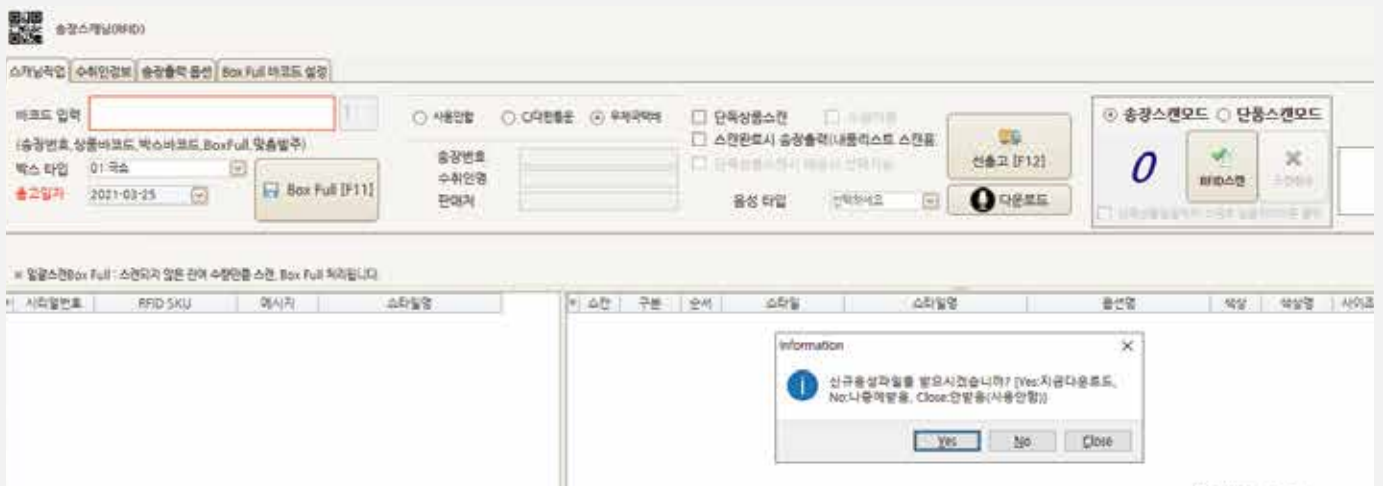 송장스캐닝(RFID)
스캐닝작업 수취인정보 송장출력 옵션 Box Full 바코드 설정
바코드 입력 1
(송장번호,상품바코드,박스바코드,BoxFull,맞춤발주)
박스 타입 01 극소
출고일자 2021-03-25
Box Full [F11]
사용안함 CJ대한통운 우체국택배
송장번호
수취인명
판매처
단독상품스캔
스캔완료시 송장출력(내품리스트 스캔표
음성 타입 선택하세요
선출고 [F12]
다운로드
송장스캔모드 단품스캔모드
0 RFID스캔
※ 일괄스캔Box Full : 스캔되지 않은 잔여 수량만큼 스캔, Box Full 처리됩니다.
시리얼번호 RFID SKU 메시지 스타일명
스캔 구분 순서 스타일 스타일명 옵션명 색상 색상명 사이즈
Information
신규음성파일를 받으시겠습니까? [Yes:지금다운로드,
No:나중에받음, Close:안받음(사용안함)]
Yes No Close